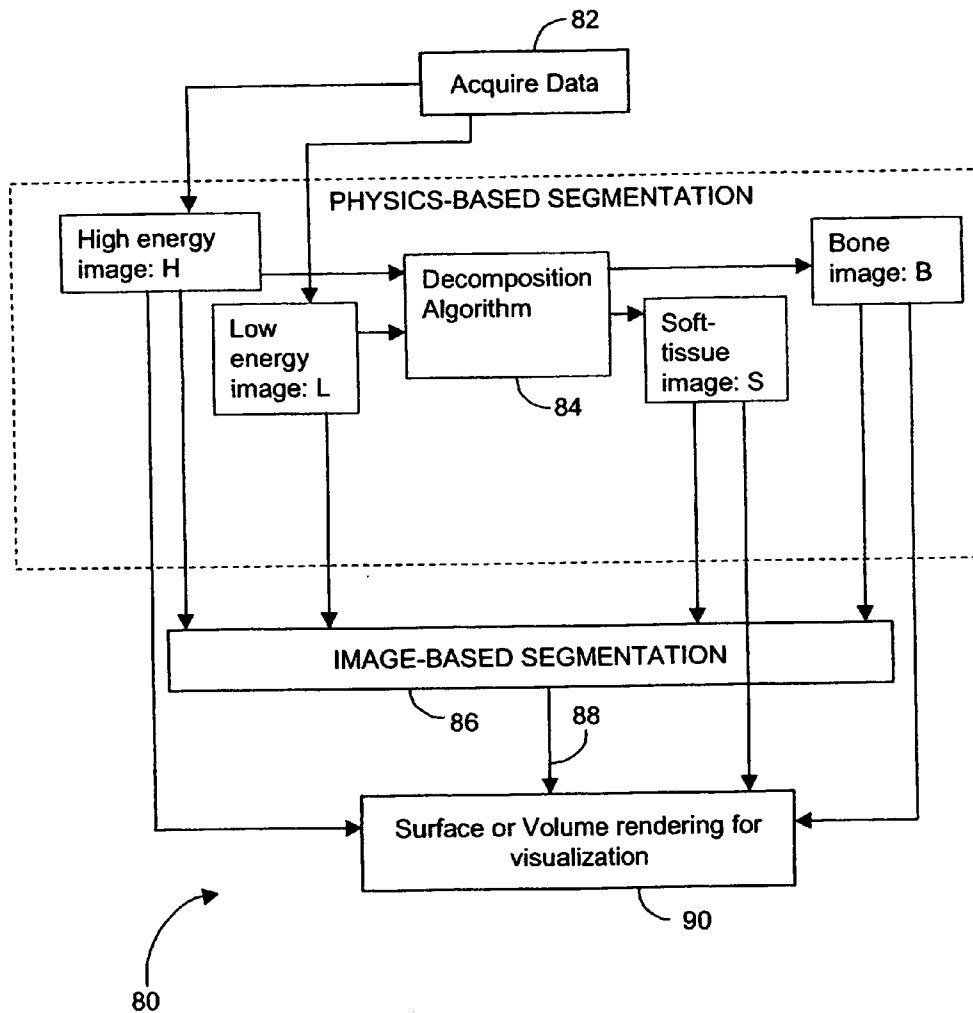 82
Acquire Data
PHYSICS-BASED SEGMENTATION
High energy
image: H
Decomposition
Algorithm
Bone
image: B
Low
energy
image: L
Soft-
tissue
image: S
84
IMAGE-BASED SEGMENTATION
86
88
Surface or Volume rendering for
visualization
90
80